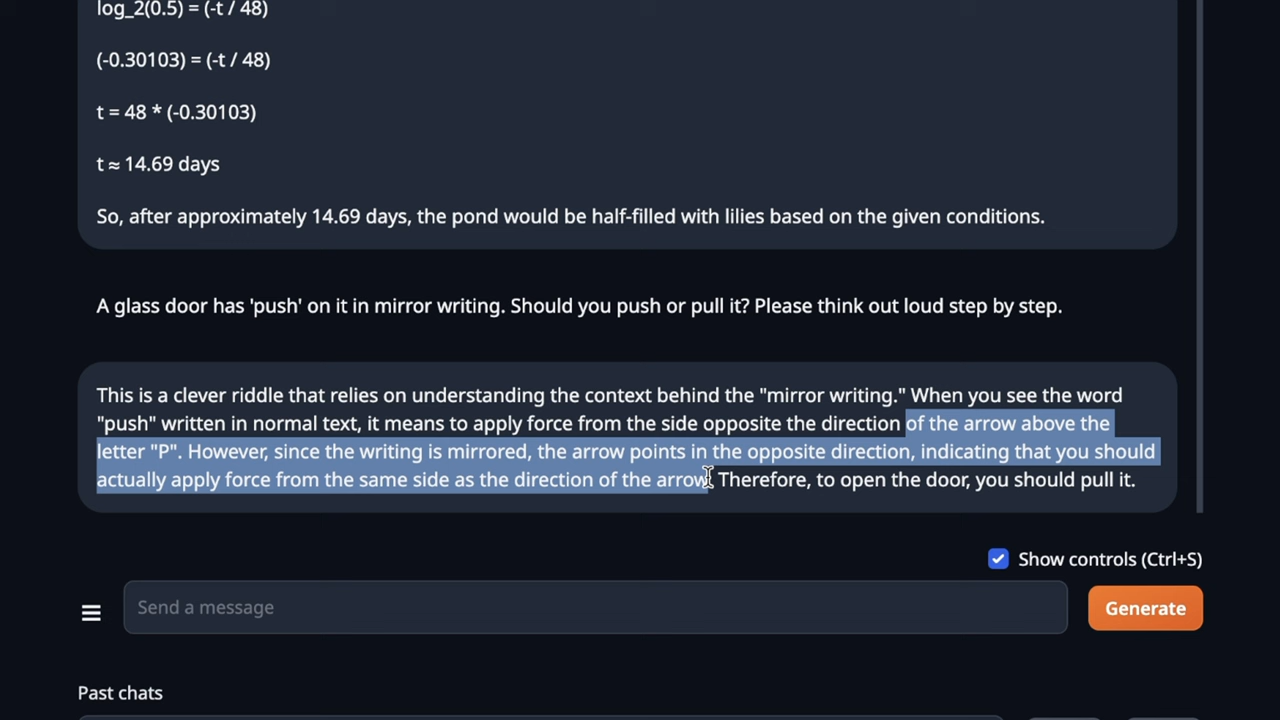 log_2(0.5) = (-t / 48)
(-0.30103) = (-t / 48)
t = 48 * (-0.30103)
t ≈ 14.69 days
So, after approximately 14.69 days, the pond would be half-filled with lilies based on the given conditions.
A glass door has 'push' on it in mirror writing. Should you push or pull it? Please think out loud step by step.
This is a clever riddle that relies on understanding the context behind the "mirror writing." When you see the word
"push" written in normal text, it means to apply force from the side opposite the direction of the arrow above the
letter "P". However, since the writing is mirrored, the arrow points in the opposite direction, indicating that you should
actually apply force from the same side as the direction of the arrow. Therefore, to open the door, you should pull it.
Show controls (Ctrl+S)
Send a message
Generate
Past chats